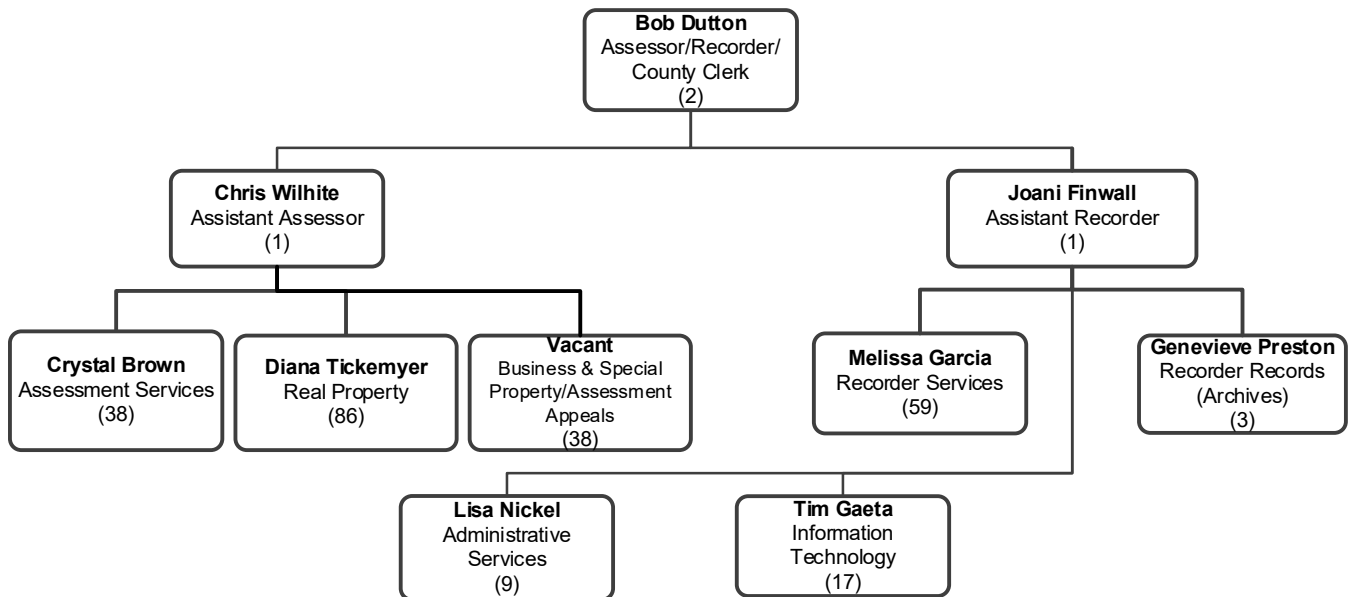 Bob Dutton
Assessor/Recorder/
County Clerk
(2)
Chris Wilhite
Assistant Assessor
(1)
Joani Finwall
Assistant Recorder
(1)
Crystal Brown
Assessment Services
(38)
Diana Tickemyer
Real Property
(86)
Vacant
Business & Special
Property/Assessment
Appeals
(38)
Melissa Garcia
Recorder Services
(59)
Genevieve Preston
Recorder Records
(Archives)
(3)
Lisa Nickel
Administrative
Services
(9)
Tim Gaeta
Information
Technology
(17)